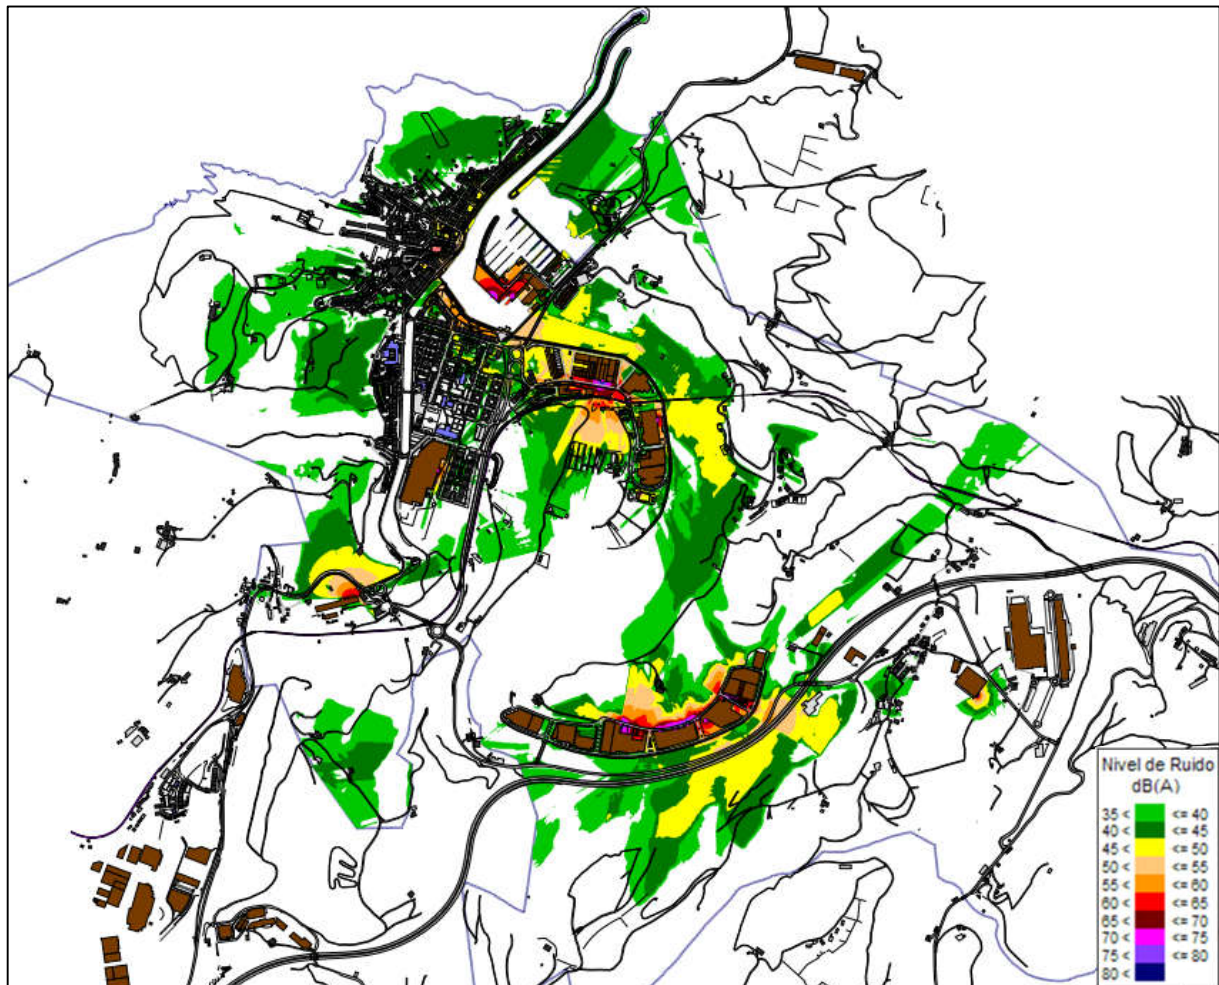 Nivel de Ruido
dB(A)
35 < <= 40
40 < <= 45
45 < <= 50
50 < <= 55
55 < <= 60
60 < <= 65
65 < <= 70
70 < <= 75
75 < <= 80
80 <